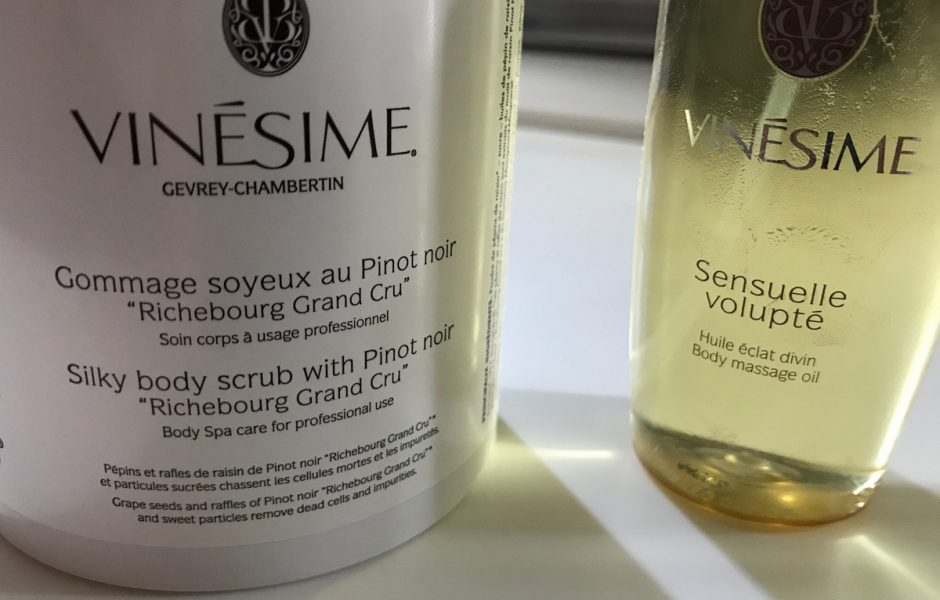 VINÉSIME®
GEVREY-CHAMBERTIN
Gommage soyeux au Pinot noir
"Richebourg Grand Cru"
Soin corps à usage professionnel
Silky body scrub with Pinot noir
"Richebourg Grand Cru"
Body Spa care for professional use
Pépins et rafles de raisin de Pinot noir "Richebourg Grand Cru"*
et particules sucrées chassent les cellules mortes et les impuretés.
Grape seeds and raffles of Pinot noir "Richebourg Grand Cru"*
and sweet particles remove dead cells and impurities.
VINÉSIME
Sensuelle
volupté
Huile éclat divin
Body massage oil